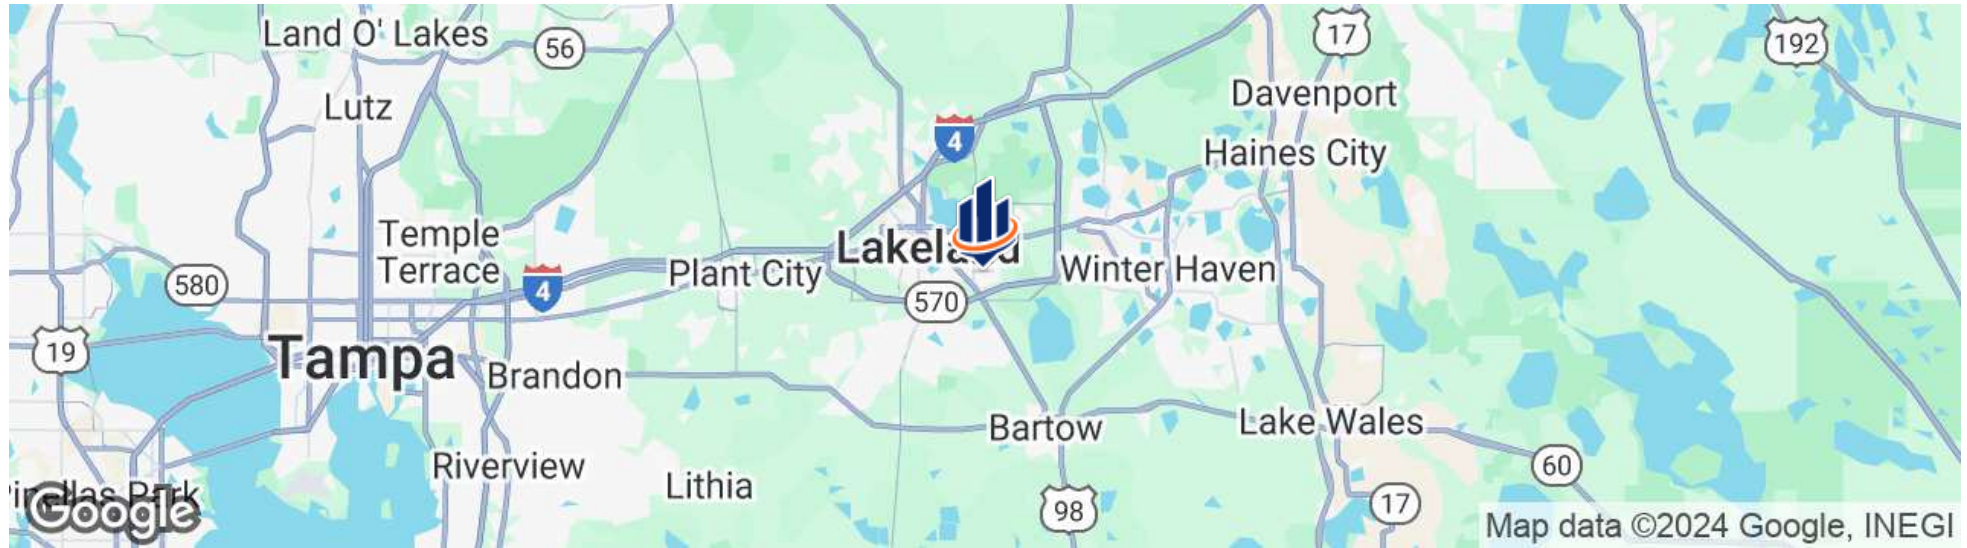 Land O' Lakes
56
17
192
Lutz
Davenport
4
Haines City
Temple
Terrace
Lakeland
Plant City
Winter Haven
580
4
570
19
Tampa
Brandon
Bartow
Lake Wales
Riverview
60
Lithia
Pinellas Park
98
17
Google
Map data ©2024 Google, INEGI